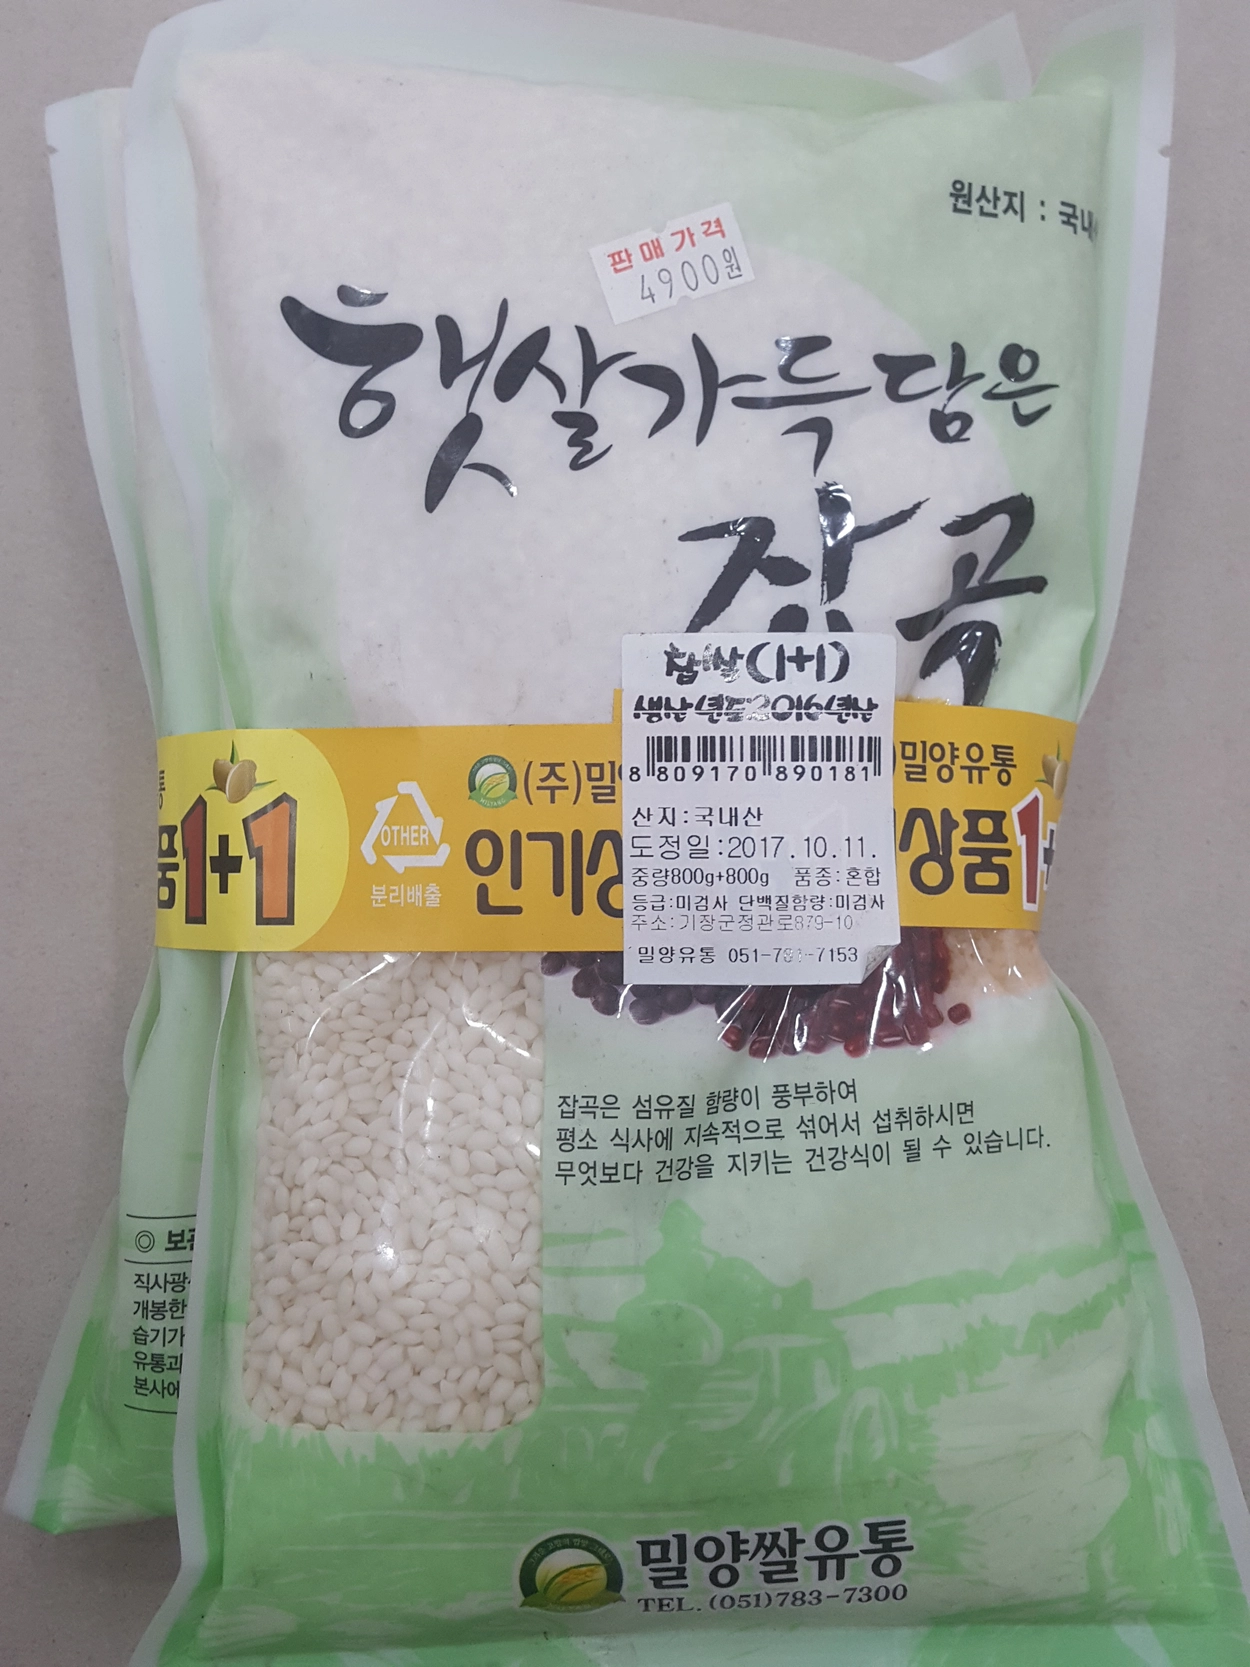 원산지 : 국내
판매가격
4900원
햇살가득담은
잡곡
찹쌀(1+1)
생산년도2016년산
8 809170 890181
산지:국내산
도정일:2017.10.11.
중량800g+800g 품종:혼합
등급:미검사 단백질함량:미검사
주소:기장군정관로879-10
밀양유통 051-781-7153
품1+1
OTHER
분리배출
(주)밀
인기상
밀양유통
상품1+
잡곡은 섬유질 함량이 풍부하여
평소 식사에 지속적으로 섞어서 섭취하시면
무엇보다 건강을 지키는 건강식이 될 수 있습니다.
◎ 보관
직사광
개봉한
습기가
유통과
본사에
밀양쌀유통
TEL.(051)783-7300